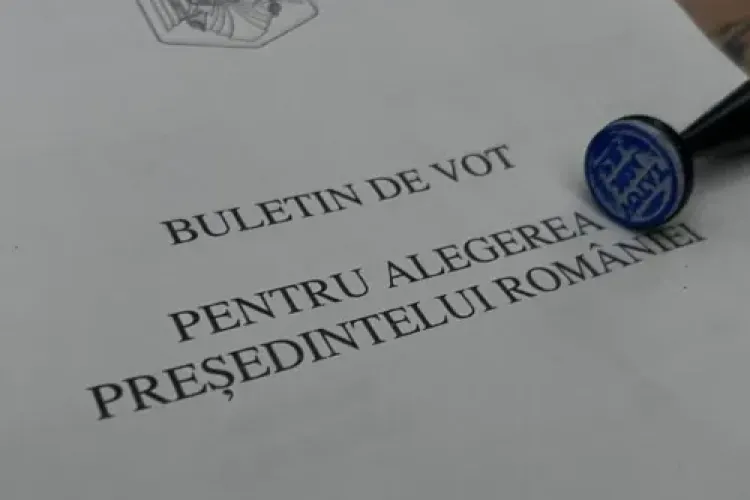 BULETIN DE VOT
PENTRU ALEGEREA
PREȘEDINTELUI ROMÂNIEI